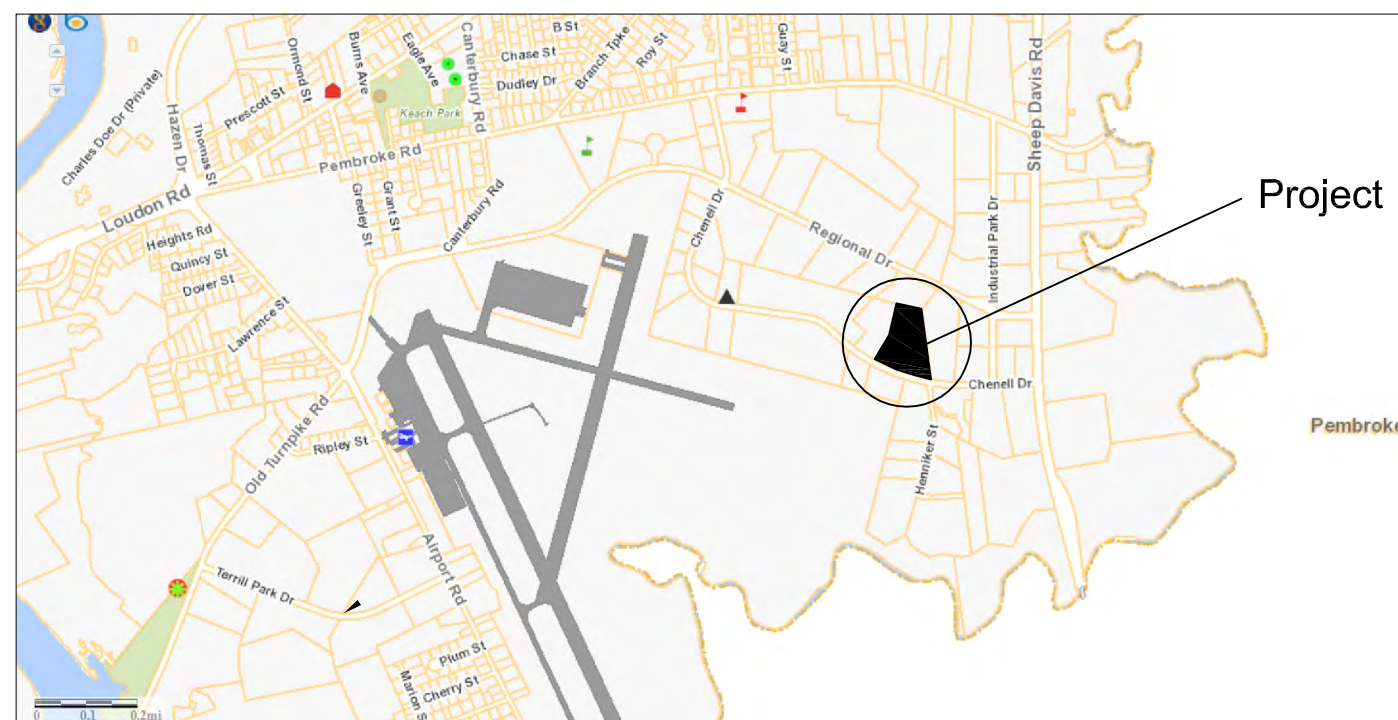 B St
Chase St
Dudley Dr
Branch Tpke
Roy St
Guay St
Canterbury Rd
Eagle Ave
Burns Ave
Ormond St
Prescott St
Keach Park
Charles Doe Dr (Private)
Hazen Dr
Thomas St
Pembroke Rd
Loudon Rd
Greeley St
Grant St
Canterbury Rd
Heights Rd
Quincy St
Dover St
Lawrence St
Chenell Dr
Regional Dr
Industrial Park Dr
Sheep Davis Rd
Project
Chenell Dr
Henniker St
Pembroke
Ripley St
Old Turnpike Rd
Airport Rd
Terrill Park Dr
Plum St
Cherry St
Marion S
0 0.1 0.2mi